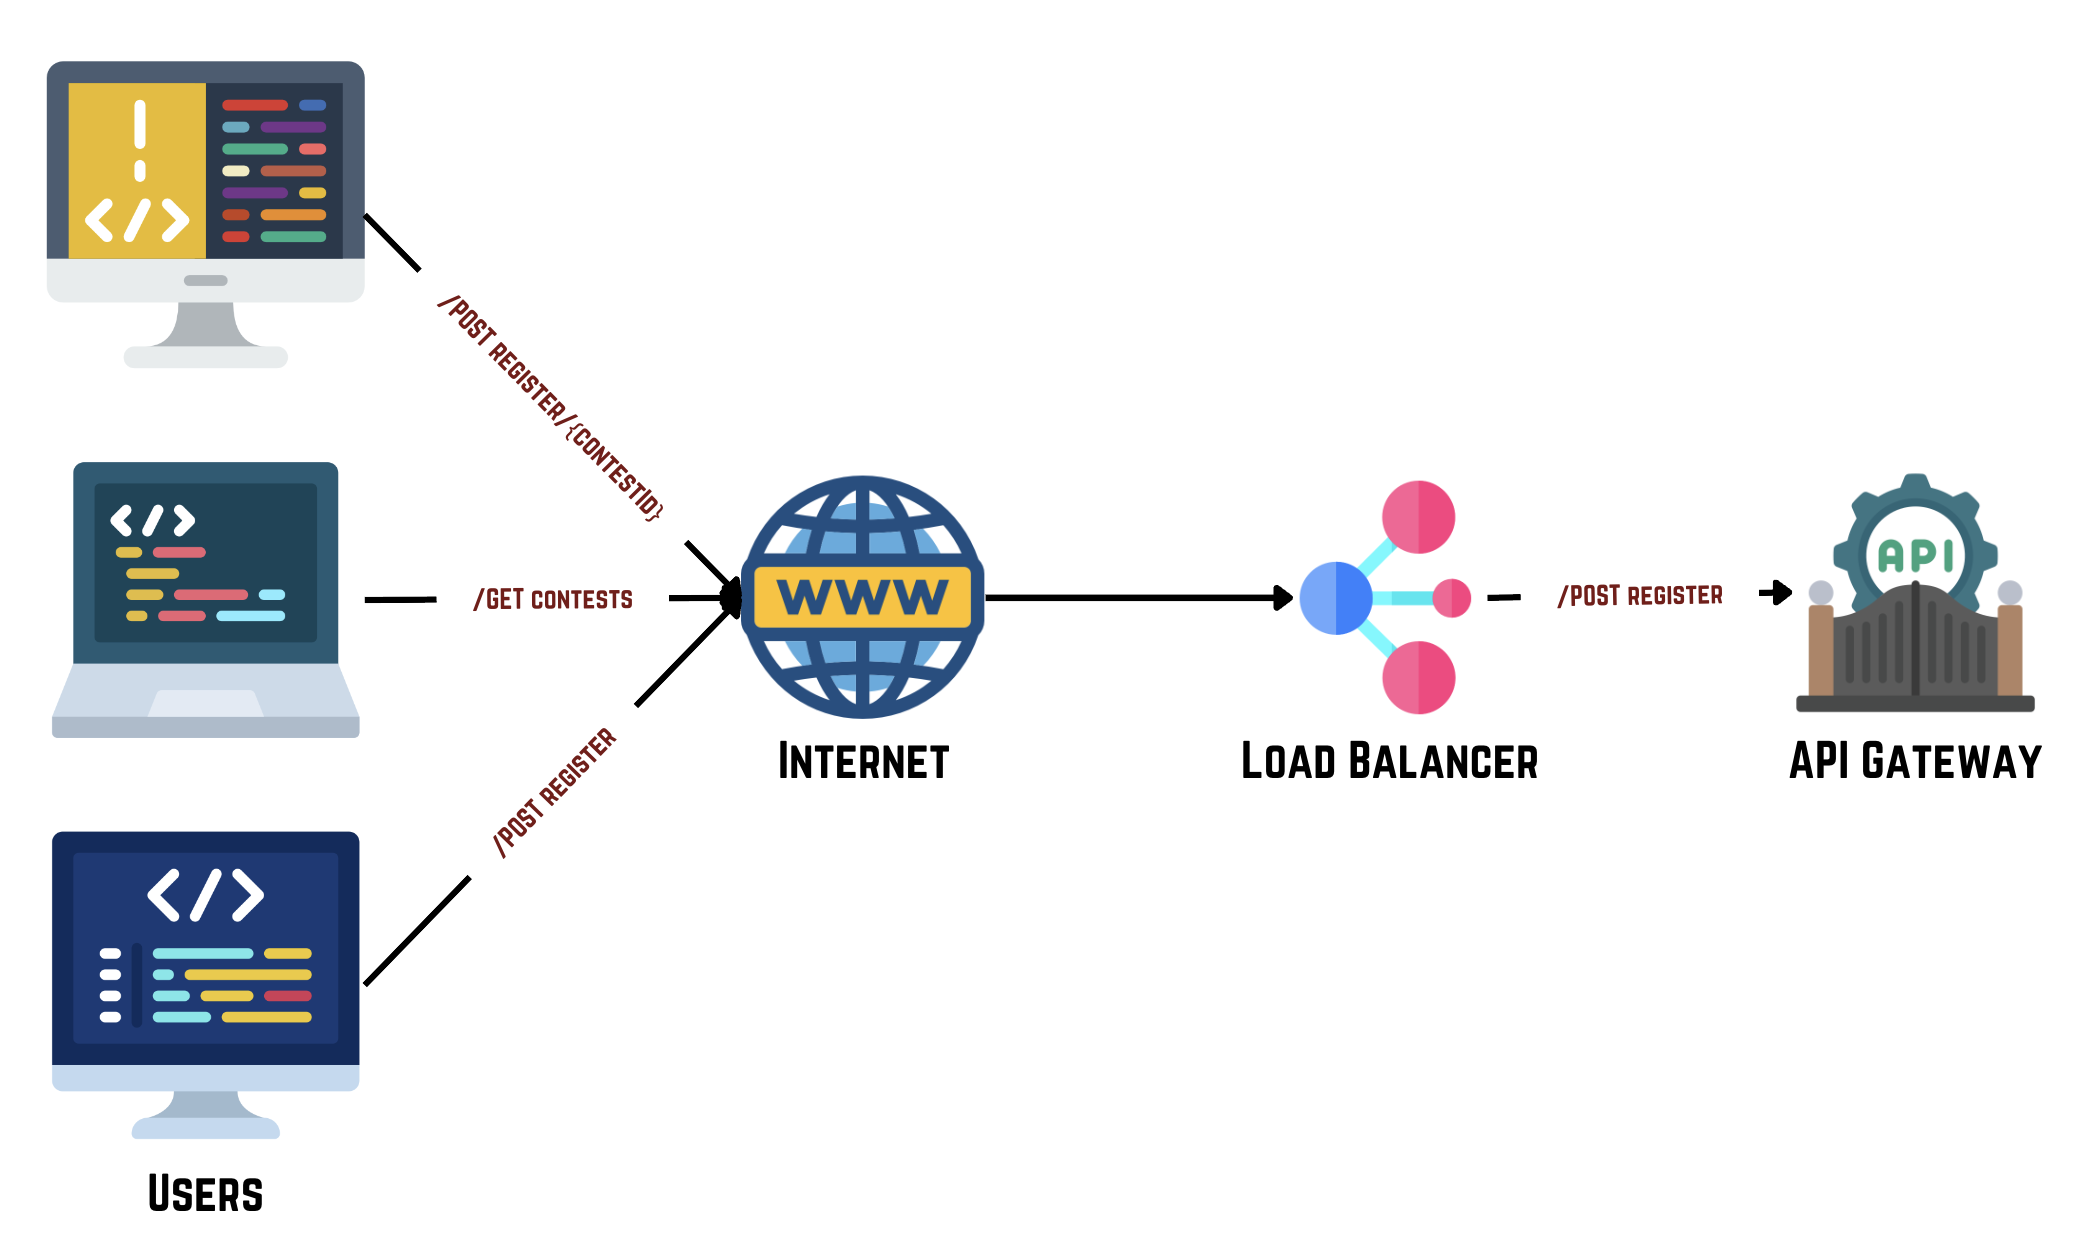 </>
/POST REGISTER/{CONTESTID}
</>
/GET CONTESTS
WWW
/POST REGISTER
API
/POST REGISTER
</>
INTERNET
LOAD BALANCER
API GATEWAY
USERS